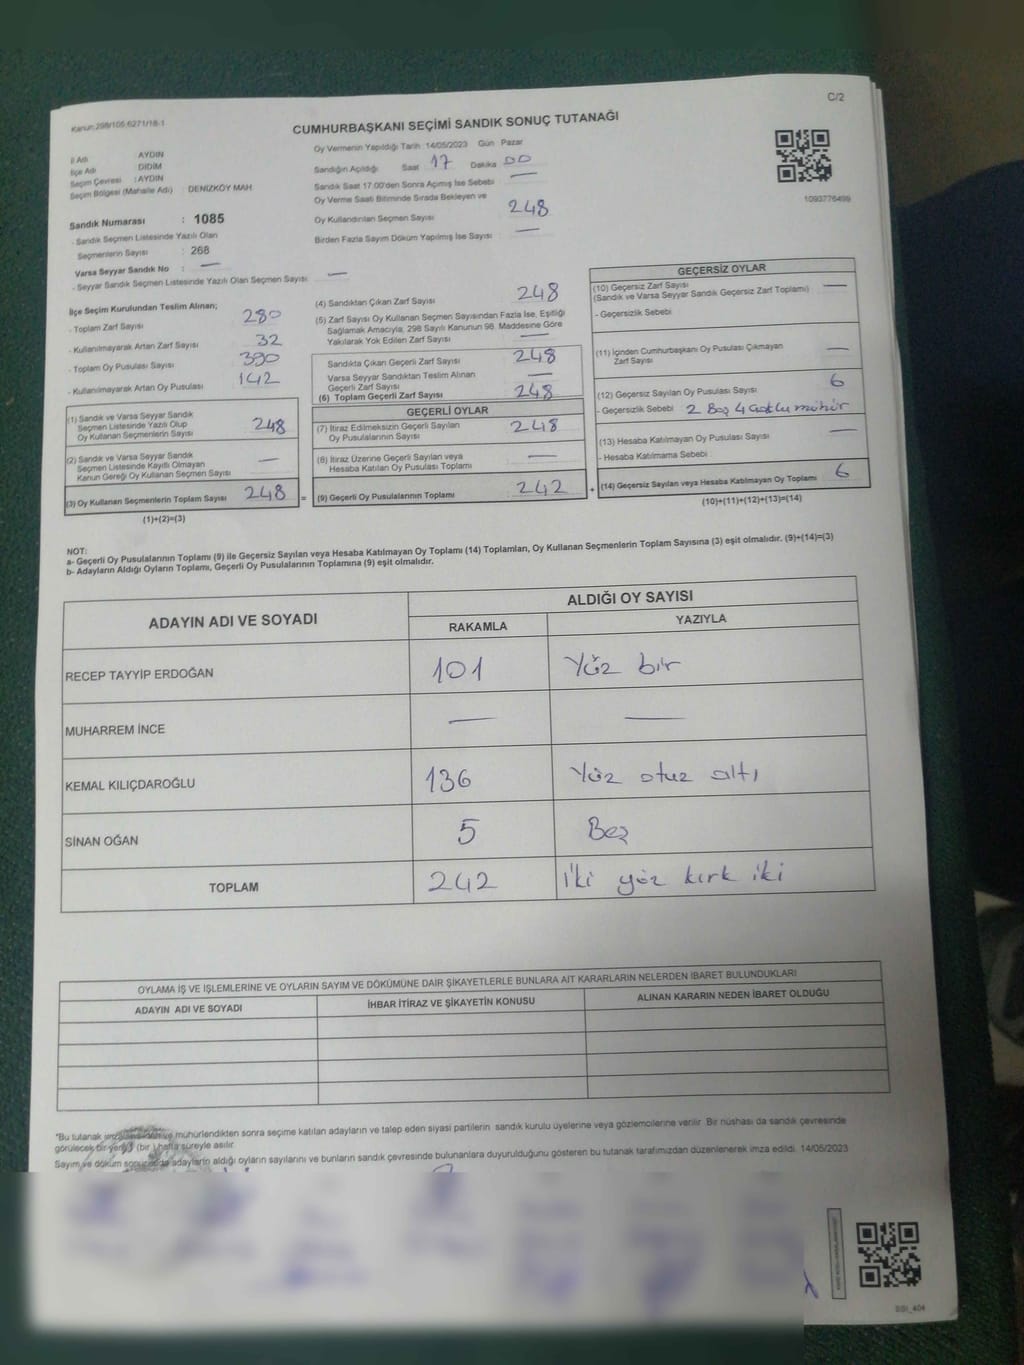 C/2
Kanun:298/105,6271/18-1
CUMHURBAŞKANI SEÇİMİ SANDIK SONUÇ TUTANAĞI
İl Adı AYDIN
İlçe Adı DİDİM
Seçim Çevresi : AYDIN
Seçim Bölgesi (Mahalle Adı) DENİZKÖY MAH
Sandık Numarası : 1085
- Sandık Seçmen Listesinde Yazılı Olan
Seçmenlerin Sayısı : 268
Varsa Seyyar Sandık No : —
- Seyyar Sandık Seçmen Listesinde Yazılı Olan Seçmen Sayısı —
Oy Vermenin Yapıldığı Tarih :14/05/2023 Gün Pazar
Sandığın Açıldığı Saat 17 Dakika 00
Sandık Saat 17.00'den Sonra Açımış İse Sebebi —
Oy Verme Saati Bitiminde Sırada Bekleyen ve
Oy Kullandırılan Seçmen Sayısı 248
Birden Fazla Sayım Döküm Yapılmış İse Sayısı —
1093776499
İlçe Seçim Kurulundan Teslim Alınan;
- Toplam Zarf Sayısı 280
- Kullanılmayarak Artan Zarf Sayısı 32
- Toplam Oy Pusulası Sayısı 390
- Kullanılmayarak Artan Oy Pusulası 142
(1) Sandık ve Varsa Seyyar Sandık
Seçmen Listesinde Yazılı Olup
Oy Kullanan Seçmenlerin Sayısı 248
(2) Sandık ve Varsa Seyyar Sandık
Seçmen Listesinde Kayıtlı Olmayan
Kanun Gereği Oy Kullanan Seçmen Sayısı —
(3) Oy Kullanan Seçmenlerin Toplam Sayısı 248 =
(1)+(2)=(3)
(4) Sandıktan Çıkan Zarf Sayısı 248
(5) Zarf Sayısı Oy Kullanan Seçmen Sayısından Fazla İse, Eşitliği
Sağlamak Amacıyla, 298 Sayılı Kanunun 98. Maddesine Göre
Yakılarak Yok Edilen Zarf Sayısı —
Sandıkta Çıkan Geçerli Zarf Sayısı 248
Varsa Seyyar Sandıktan Teslim Alınan
Geçerli Zarf Sayısı —
(6) Toplam Geçerli Zarf Sayısı 248
GEÇERLİ OYLAR
(7) İtiraz Edilmeksizin Geçerli Sayılan
Oy Pusulalarının Sayısı 248
(8) İtiraz Üzerine Geçerli Sayılan veya
Hesaba Katılan Oy Pusulası Toplamı —
(9) Geçerli Oy Pusulalarının Toplamı 242 +
GEÇERSİZ OYLAR
(10) Geçersiz Zarf Sayısı
(Sandık ve Varsa Seyyar Sandık Geçersiz Zarf Toplamı) —
- Geçersizlik Sebebi
(11) İçinden Cumhurbaşkanı Oy Pusulası Çıkmayan
Zarf Sayısı —
(12) Geçersiz Sayılan Oy Pusulası Sayısı 6
- Geçersizlik Sebebi : 2 Boş 4 Çatlu mühür
(13) Hesaba Katılmayan Oy Pusulası Sayısı —
- Hesaba Katılmama Sebebi :
(14) Geçersiz Sayılan veya Hesaba Katılmayan Oy Toplamı 6
(10)+(11)+(12)+(13)=(14)
NOT:
a- Geçerli Oy Pusulalarının Toplamı (9) ile Geçersiz Sayılan veya Hesaba Katılmayan Oy Toplamı (14) Toplamları, Oy Kullanan Seçmenlerin Toplam Sayısına (3) eşit olmalıdır. (9)+(14)=(3)
b- Adayların Aldığı Oyların Toplamı, Geçerli Oy Pusulalarının Toplamına (9) eşit olmalıdır.
ADAYIN ADI VE SOYADI ALDIĞI OY SAYISI
RAKAMLA YAZIYLA
RECEP TAYYİP ERDOĞAN 101 Yüz bir
MUHARREM İNCE — —
KEMAL KILIÇDAROĞLU 136 Yüz otuz altı
SİNAN OĞAN 5 Beş
TOPLAM 242 İki yüz kırk iki
OYLAMA İŞ VE İŞLEMLERİNE VE OYLARIN SAYIM VE DÖKÜMÜNE DAİR ŞİKAYETLERLE BUNLARA AİT KARARLARIN NELERDEN İBARET BULUNDUKLARI
ADAYIN ADI VE SOYADI İHBAR İTİRAZ VE ŞİKAYETİN KONUSU ALINAN KARARIN NEDEN İBARET OLDUĞU
*Bu tutanak mühürlendikten sonra seçime katılan adayların ve talep eden siyasi partilerin sandık kurulu üyelerine veya gözlemcilerine verilir. Bir nüshası da sandık çevresinde
görülecek bir yere (bir) hafta süreyle asılır.
Sayım ve döküm sonucunda adayların aldığı oyların sayılarını ve bunların sandık çevresinde bulunanlara duyurulduğunu gösteren bu tutanak tarafımızdan düzenlenerek imza edildi. 14/05/2023
SSI_404